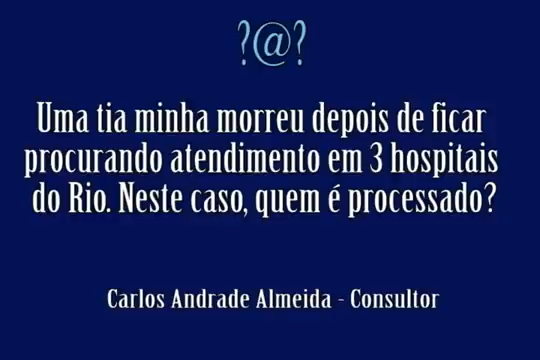 ?@?
Uma tia minha morreu depois de ficar
procurando atendimento em 3 hospitais
do Rio. Neste caso, quem é processado?
Carlos Andrade Almeida - Consultor